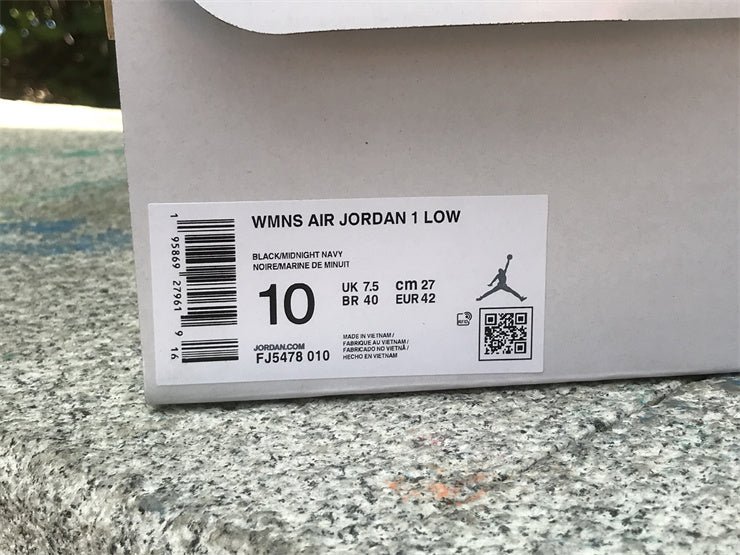 WMNS AIR JORDAN 1 LOW
BLACK/MIDNIGHT NAVY
NOIRE/MARINE DE MINUIT
10
UK 7.5 cm 27
BR 40 EUR 42
JORDAN.COM
FJ5478 010
MADE IN VIETNAM /
FABRIQUE AU VIETNAM /
FABRICADO NO VIETNÃ /
HECHO EN VIETNAM
1 95869 27961 9 16
RFID